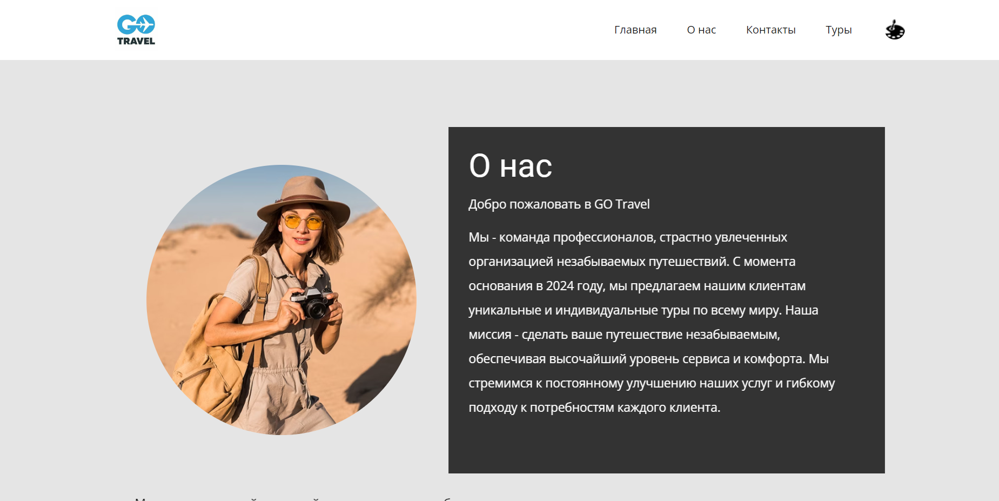 GO
TRAVEL
Главная
О нас
Контакты
Туры
О нас
Добро пожаловать в GO Travel
Мы - команда профессионалов, страстно увлеченных
организацией незабываемых путешествий. С момента
основания в 2024 году, мы предлагаем нашим клиентам
уникальные и индивидуальные туры по всему миру. Наша
миссия - сделать ваше путешествие незабываемым,
обеспечивая высочайший уровень сервиса и комфорта. Мы
стремимся к постоянному улучшению наших услуг и гибкому
подходу к потребностям каждого клиента.